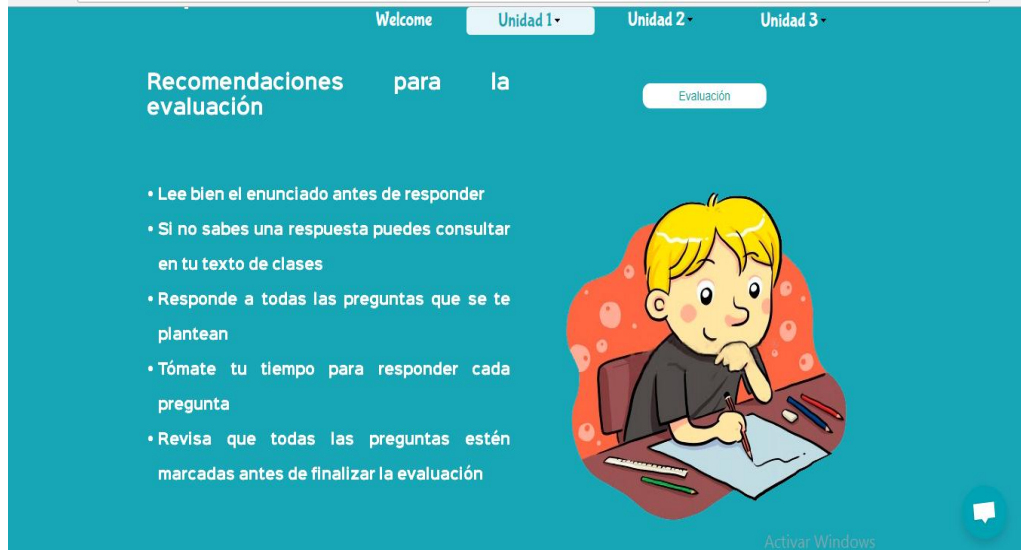 Welcome Unidad 1 Unidad 2 Unidad 3
Recomendaciones para la
evaluación
Evaluación
• Lee bien el enunciado antes de responder
• Si no sabes una respuesta puedes consultar
en tu texto de clases
• Responde a todas las preguntas que se te
plantean
• Tómate tu tiempo para responder cada
pregunta
• Revisa que todas las preguntas estén
marcadas antes de finalizar la evaluación
Activar Windows